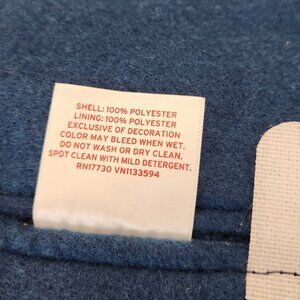 SHELL: 100% POLYESTER
LINING: 100% POLYESTER
EXCLUSIVE OF DECORATION
COLOR MAY BLEED WHEN WET.
DO NOT WASH OR DRY CLEAN.
SPOT CLEAN WITH MILD DETERGENT.
RN17730 VN1133594